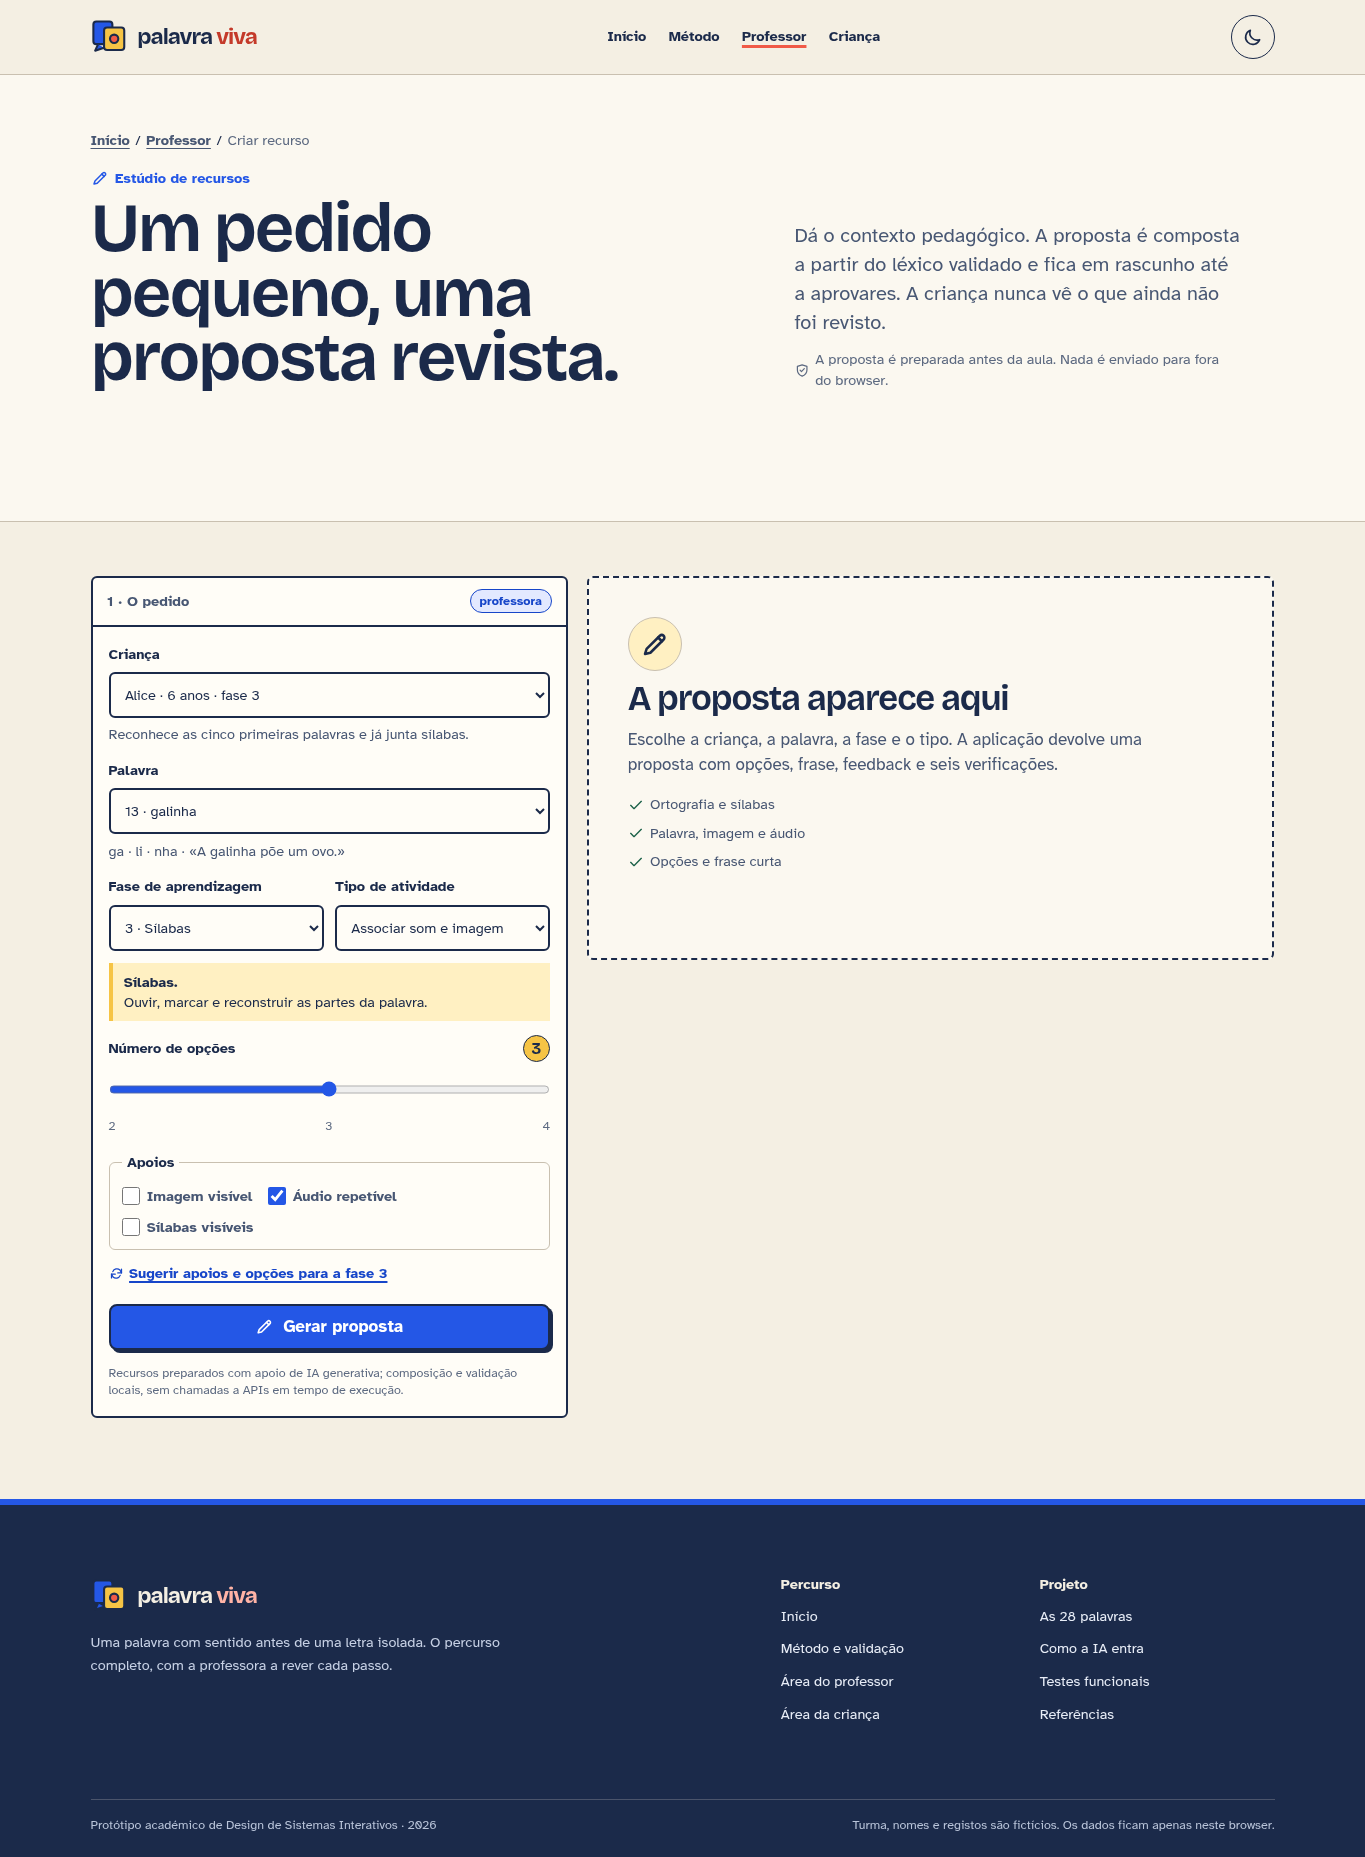 palavra viva
Início
Método
Professor
Criança
Início / Professor / Criar recurso
Estúdio de recursos
Um pedido
pequeno, uma
proposta revista.
Dá o contexto pedagógico. A proposta é composta
a partir do léxico validado e fica em rascunho até
a aprovares. A criança nunca vê o que ainda não
foi revisto.
A proposta é preparada antes da aula. Nada é enviado para fora
do browser.
1 · O pedido
professora
Criança
Alice · 6 anos · fase 3
Reconhece as cinco primeiras palavras e já junta sílabas.
Palavra
13 · galinha
ga · li · nha · «A galinha põe um ovo.»
Fase de aprendizagem
Tipo de atividade
3 · Sílabas
Associar som e imagem
Sílabas.
Ouvir, marcar e reconstruir as partes da palavra.
Número de opções
3
2
3
4
Apoios
Imagem visível
Áudio repetível
Sílabas visíveis
Sugerir apoios e opções para a fase 3
Gerar proposta
Recursos preparados com apoio de IA generativa; composição e validação
locais, sem chamadas a APIs em tempo de execução.
A proposta aparece aqui
Escolhe a criança, a palavra, a fase e o tipo. A aplicação devolve uma
proposta com opções, frase, feedback e seis verificações.
Ortografia e sílabas
Palavra, imagem e áudio
Opções e frase curta
palavra viva
Uma palavra com sentido antes de uma letra isolada. O percurso
completo, com a professora a rever cada passo.
Percurso
Início
Método e validação
Área do professor
Área da criança
Projeto
As 28 palavras
Como a IA entra
Testes funcionais
Referências
Protótipo académico de Design de Sistemas Interativos · 2026
Turma, nomes e registos são fictícios. Os dados ficam apenas neste browser.